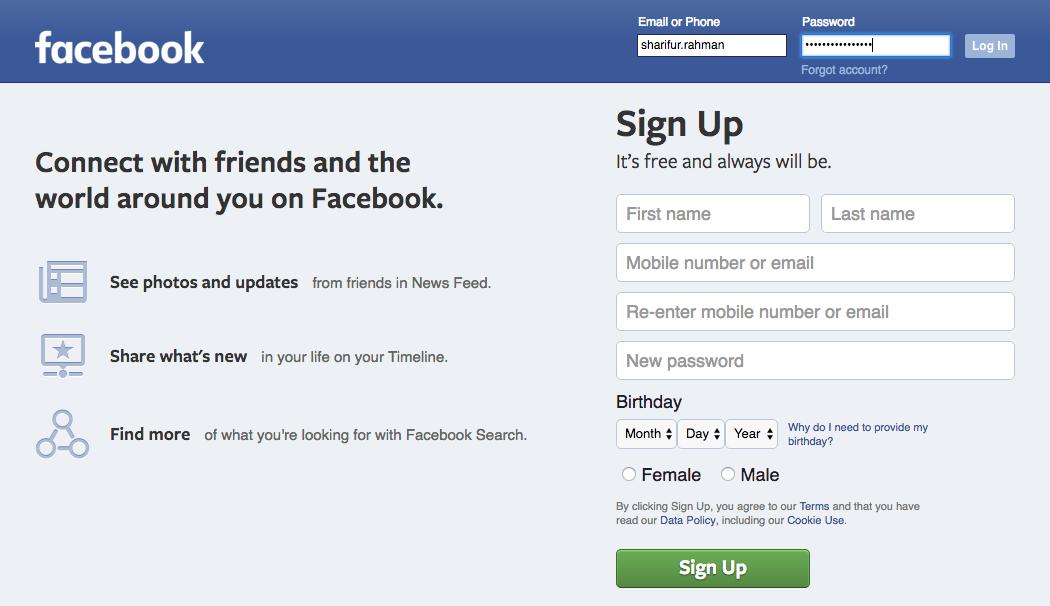 facebook
Email or Phone
Password
sharifur.rahman
••••••••••••••••
Log In
Forgot account?
Connect with friends and the
world around you on Facebook.
See photos and updates from friends in News Feed.
Share what's new in your life on your Timeline.
Find more of what you're looking for with Facebook Search.
Sign Up
It's free and always will be.
First name
Last name
Mobile number or email
Re-enter mobile number or email
New password
Birthday
Month Day Year
Why do I need to provide my
birthday?
Female Male
By clicking Sign Up, you agree to our Terms and that you have
read our Data Policy, including our Cookie Use.
Sign Up